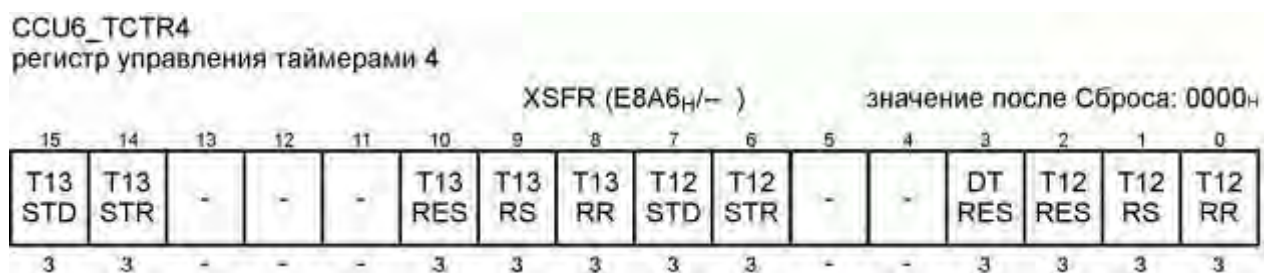 CCU6_TCTR4
регистр управления таймерами 4
XSFR (E8A6H/– ) значение после Сброса: 0000H
15 14 13 12 11 10 9 8 7 6 5 4 3 2 1 0
T13 T13 - - - T13 T13 T13 T12 T12 - - DT T12 T12 T12
STD STR RES RS RR STD STR RES RES RS RR
3 3 - - - 3 3 3 3 3 - - 3 3 3 3